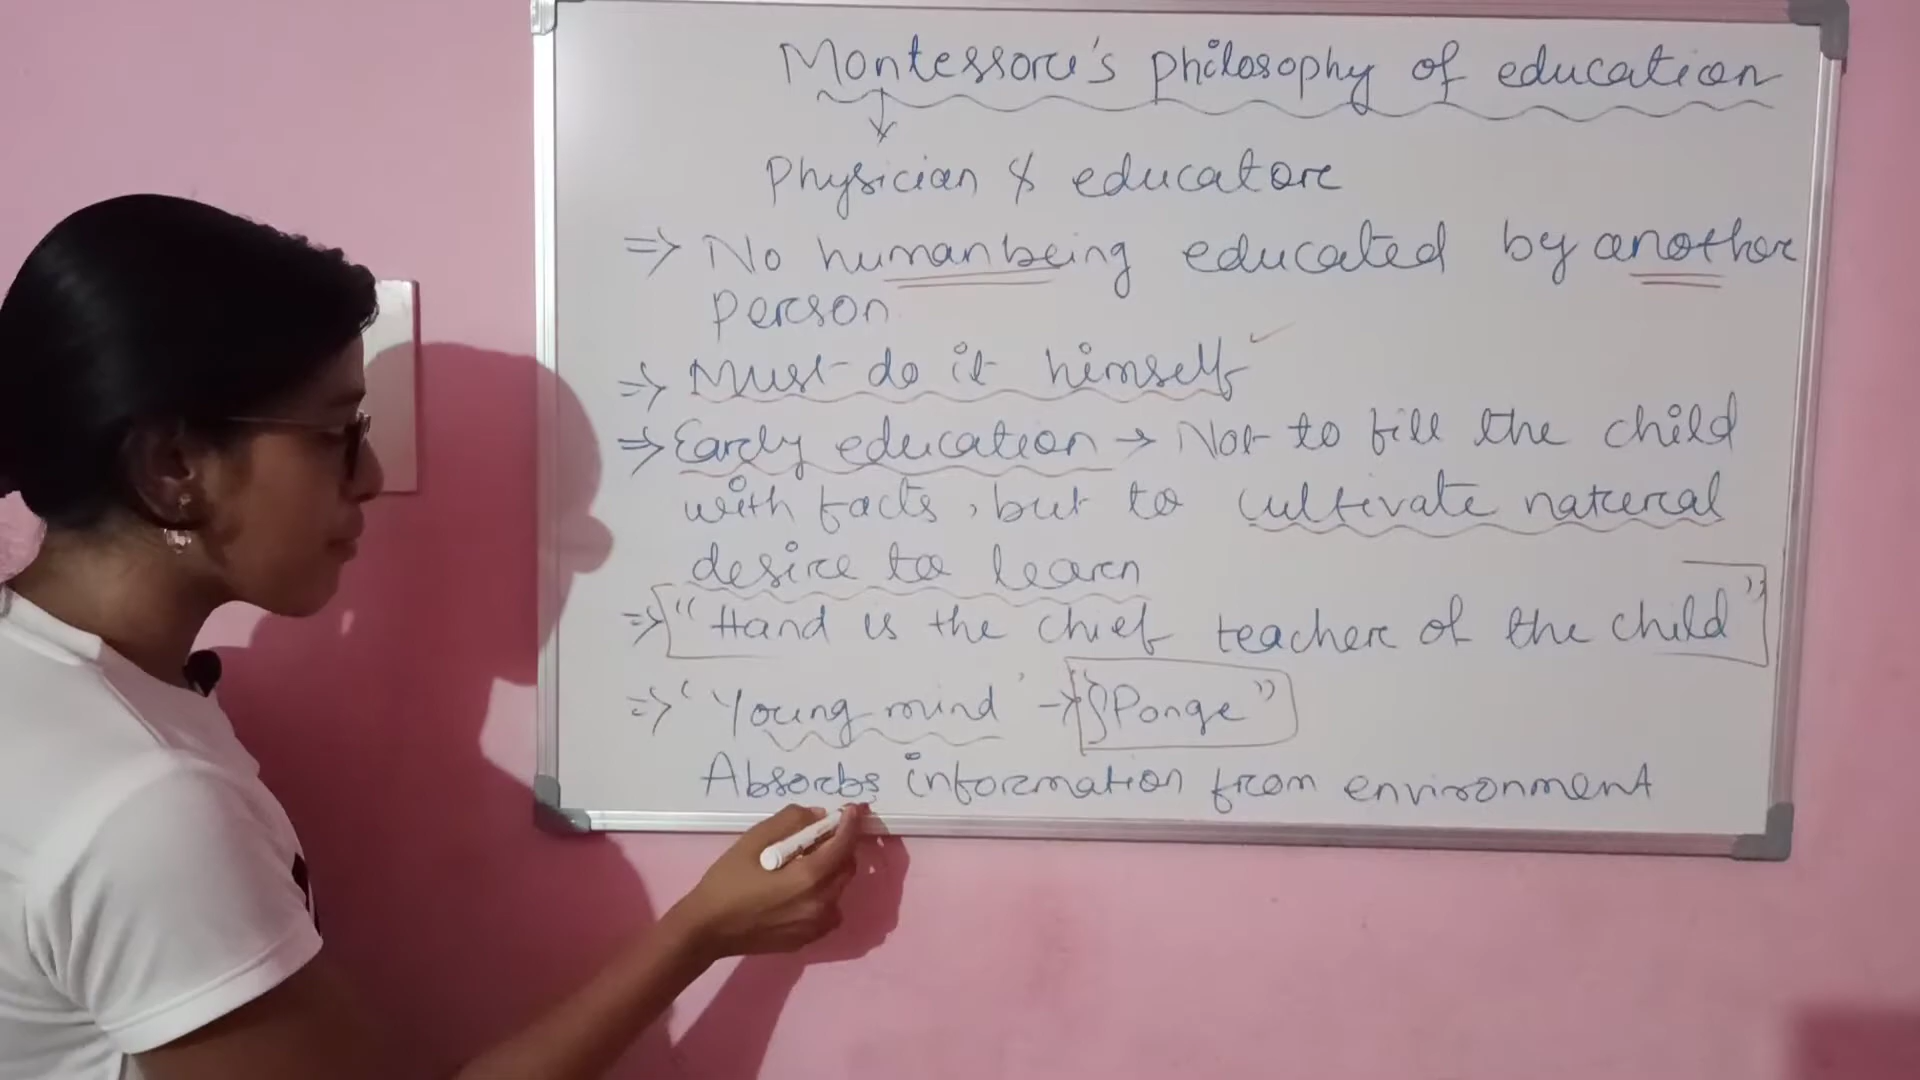 Montessori's philosophy of education
Physician & educator
⇒ No human being educated by another
person
⇒ Must do it himself
⇒ Early education → Not to fill the child
with facts, but to cultivate natural
desire to learn
⇒ "Hand is the chief teacher of the child"
⇒ 'Young mind' → "Sponge"
Absorbs information from environment